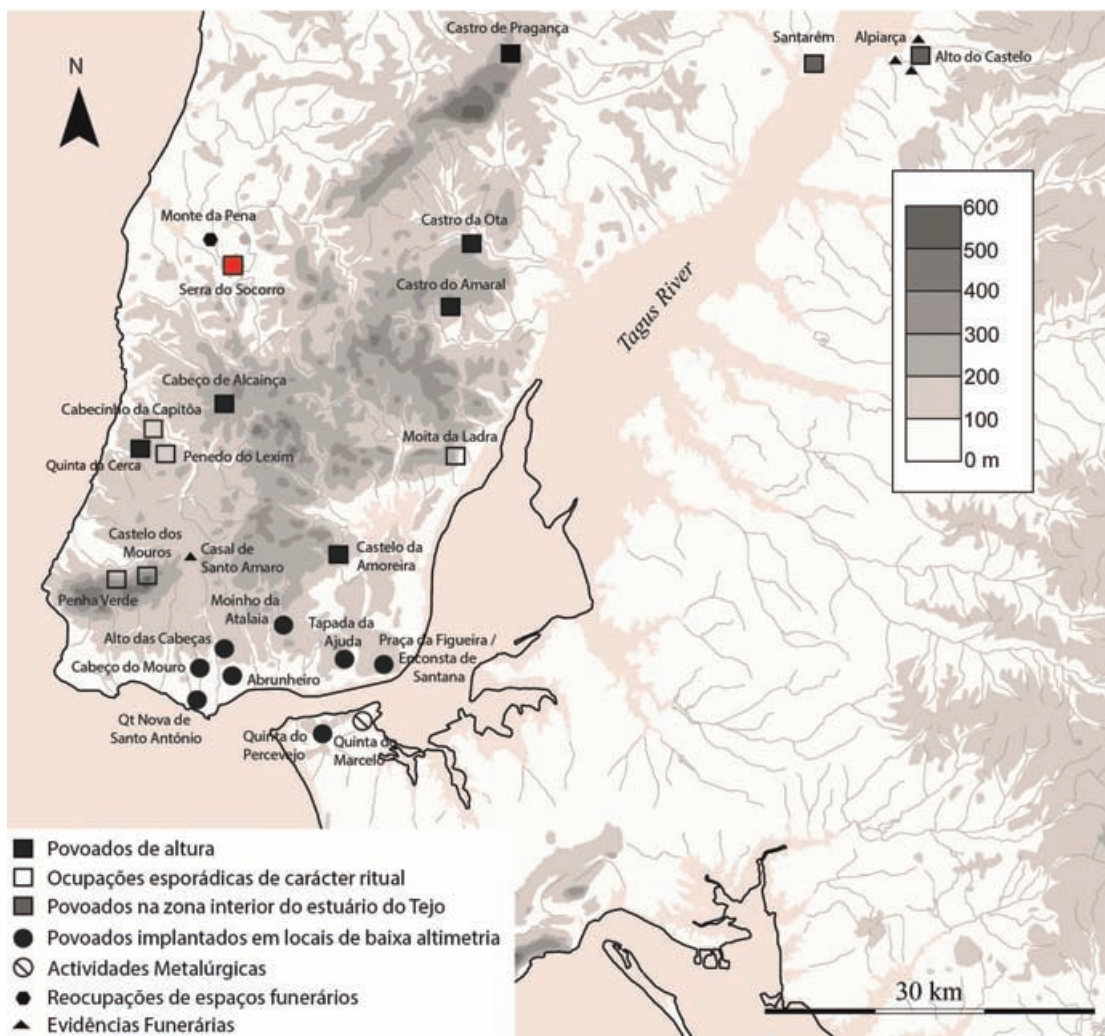 Castro de Pragança
Santarém
Alpiarça
Alto do Castelo
N
600
500
400
300
200
100
0 m
Monte da Pena
Serra do Socorro
Castro da Ota
Castro do Amaral
Tagus River
Cabeço de Alcainça
Cabecinho da Capitôa
Quinta da Cerca
Penedo do Lexim
Moita da Ladra
Castelo dos
Mouros
Casal de
Santo Amaro
Castelo da
Amoreira
Penha Verde
Moinho da
Atalaia
Tapada da
Ajuda
Praça da Figueira /
Enconsta de
Santana
Alto das Cabeças
Cabeço do Mouro
Abrunheiro
Qt Nova de
Santo António
Quinta do
Percevejo
Quinta do
Marcelo
Povoados de altura
Ocupações esporádicas de carácter ritual
Povoados na zona interior do estuário do Tejo
Povoados implantados em locais de baixa altimetria
Actividades Metalúrgicas
Reocupações de espaços funerários
Evidências Funerárias
30 km